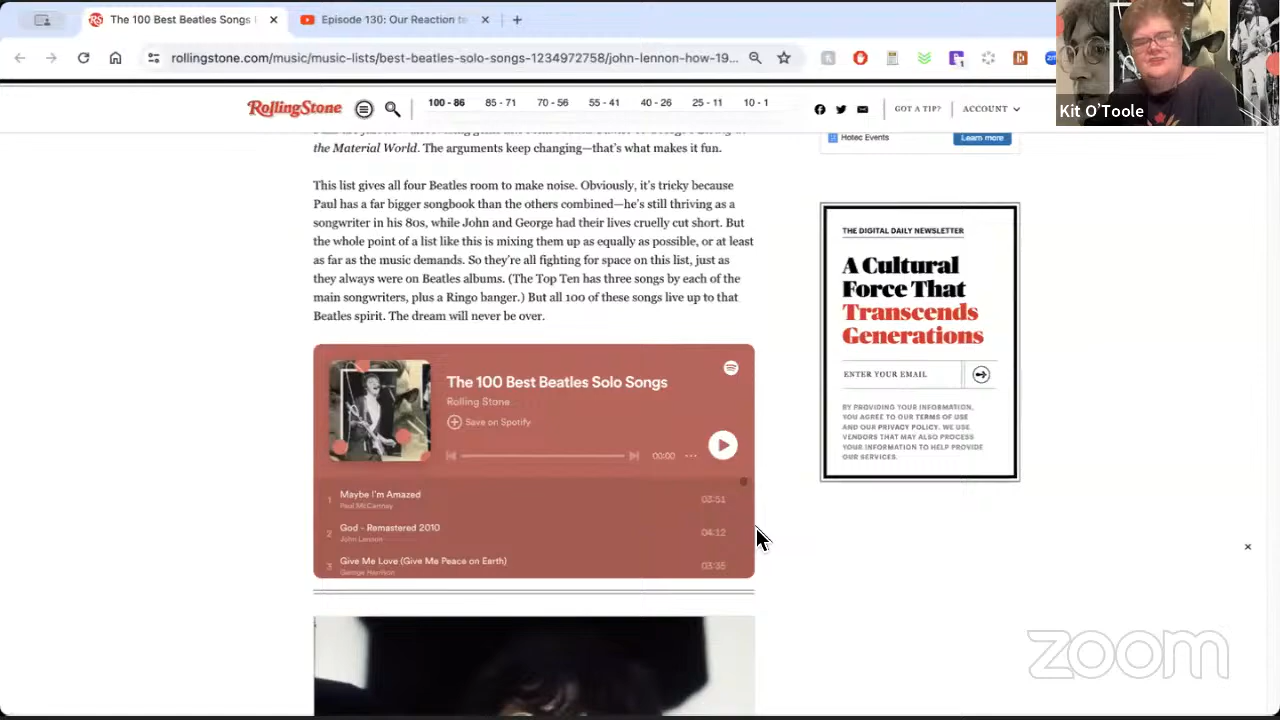 The 100 Best Beatles Solo Songs
Episode 130: Our Reaction to
rollingstone.com/music/music-lists/best-beatles-solo-songs-1234972758/john-lennon-how-19...
Kit O'Toole
RollingStone
100 - 86
85 - 71
70 - 56
55 - 41
40 - 26
25 - 11
10 - 1
GOT A TIP?
ACCOUNT
the Material World. The arguments keep changing—that's what makes it fun.
This list gives all four Beatles room to make noise. Obviously, it's tricky because
Paul has a far bigger songbook than the others combined—he's still thriving as a
songwriter in his 80s, while John and George had their lives cruelly cut short. But
the whole point of a list like this is mixing them up as equally as possible, or at least
as far as the music demands. So they're all fighting for space on this list, just as
they always were on Beatles albums. (The Top Ten has three songs by each of the
main songwriters, plus a Ringo banger.) But all 100 of these songs live up to that
Beatles spirit. The dream will never be over.
The 100 Best Beatles Solo Songs
Rolling Stone
Save on Spotify
00:00
1
Maybe I'm Amazed
Paul McCartney
03:51
2
God - Remastered 2010
John Lennon
04:12
3
Give Me Love (Give Me Peace on Earth)
George Harrison
03:35
Hotec Events
Learn more
THE DIGITAL DAILY NEWSLETTER
A Cultural
Force That
Transcends
Generations
ENTER YOUR EMAIL
BY PROVIDING YOUR INFORMATION,
YOU AGREE TO OUR TERMS OF USE
AND OUR PRIVACY POLICY. WE USE
VENDORS THAT MAY ALSO PROCESS
YOUR INFORMATION TO HELP PROVIDE
OUR SERVICES.
zoom